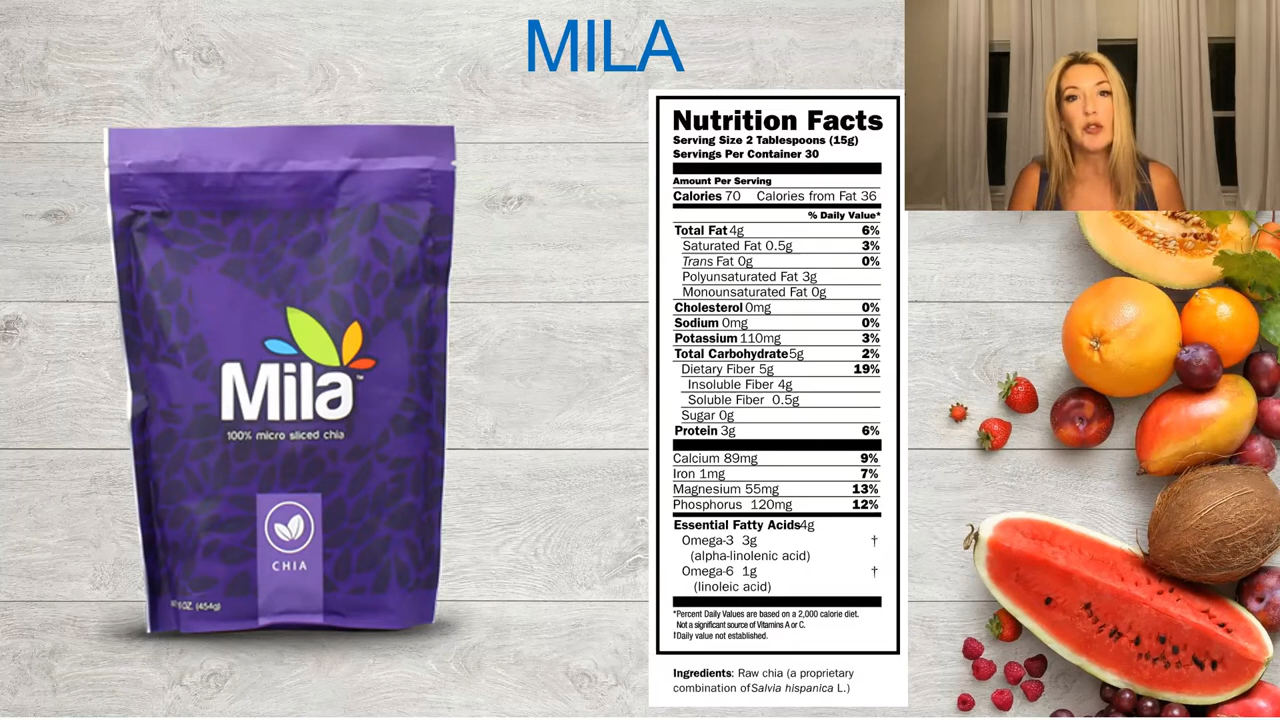 MILA
Mila™
100% micro sliced chia
CHIA
OZ. (454g)
Nutrition Facts
Serving Size 2 Tablespoons (15g)
Servings Per Container 30
Amount Per Serving
Calories 70 Calories from Fat 36
% Daily Value*
Total Fat 4g 6%
Saturated Fat 0.5g 3%
Trans Fat 0g 0%
Polyunsaturated Fat 3g
Monounsaturated Fat 0g
Cholesterol 0mg 0%
Sodium 0mg 0%
Potassium 110mg 3%
Total Carbohydrate 5g 2%
Dietary Fiber 5g 19%
Insoluble Fiber 4g
Soluble Fiber 0.5g
Sugar 0g
Protein 3g 6%
Calcium 89mg 9%
Iron 1mg 7%
Magnesium 55mg 13%
Phosphorus 120mg 12%
Essential Fatty Acids 4g
Omega-3 3g †
(alpha-linolenic acid)
Omega-6 1g †
(linoleic acid)
*Percent Daily Values are based on a 2,000 calorie diet.
Not a significant source of Vitamins A or C.
†Daily value not established.
Ingredients: Raw chia (a proprietary
combination of Salvia hispanica L.)